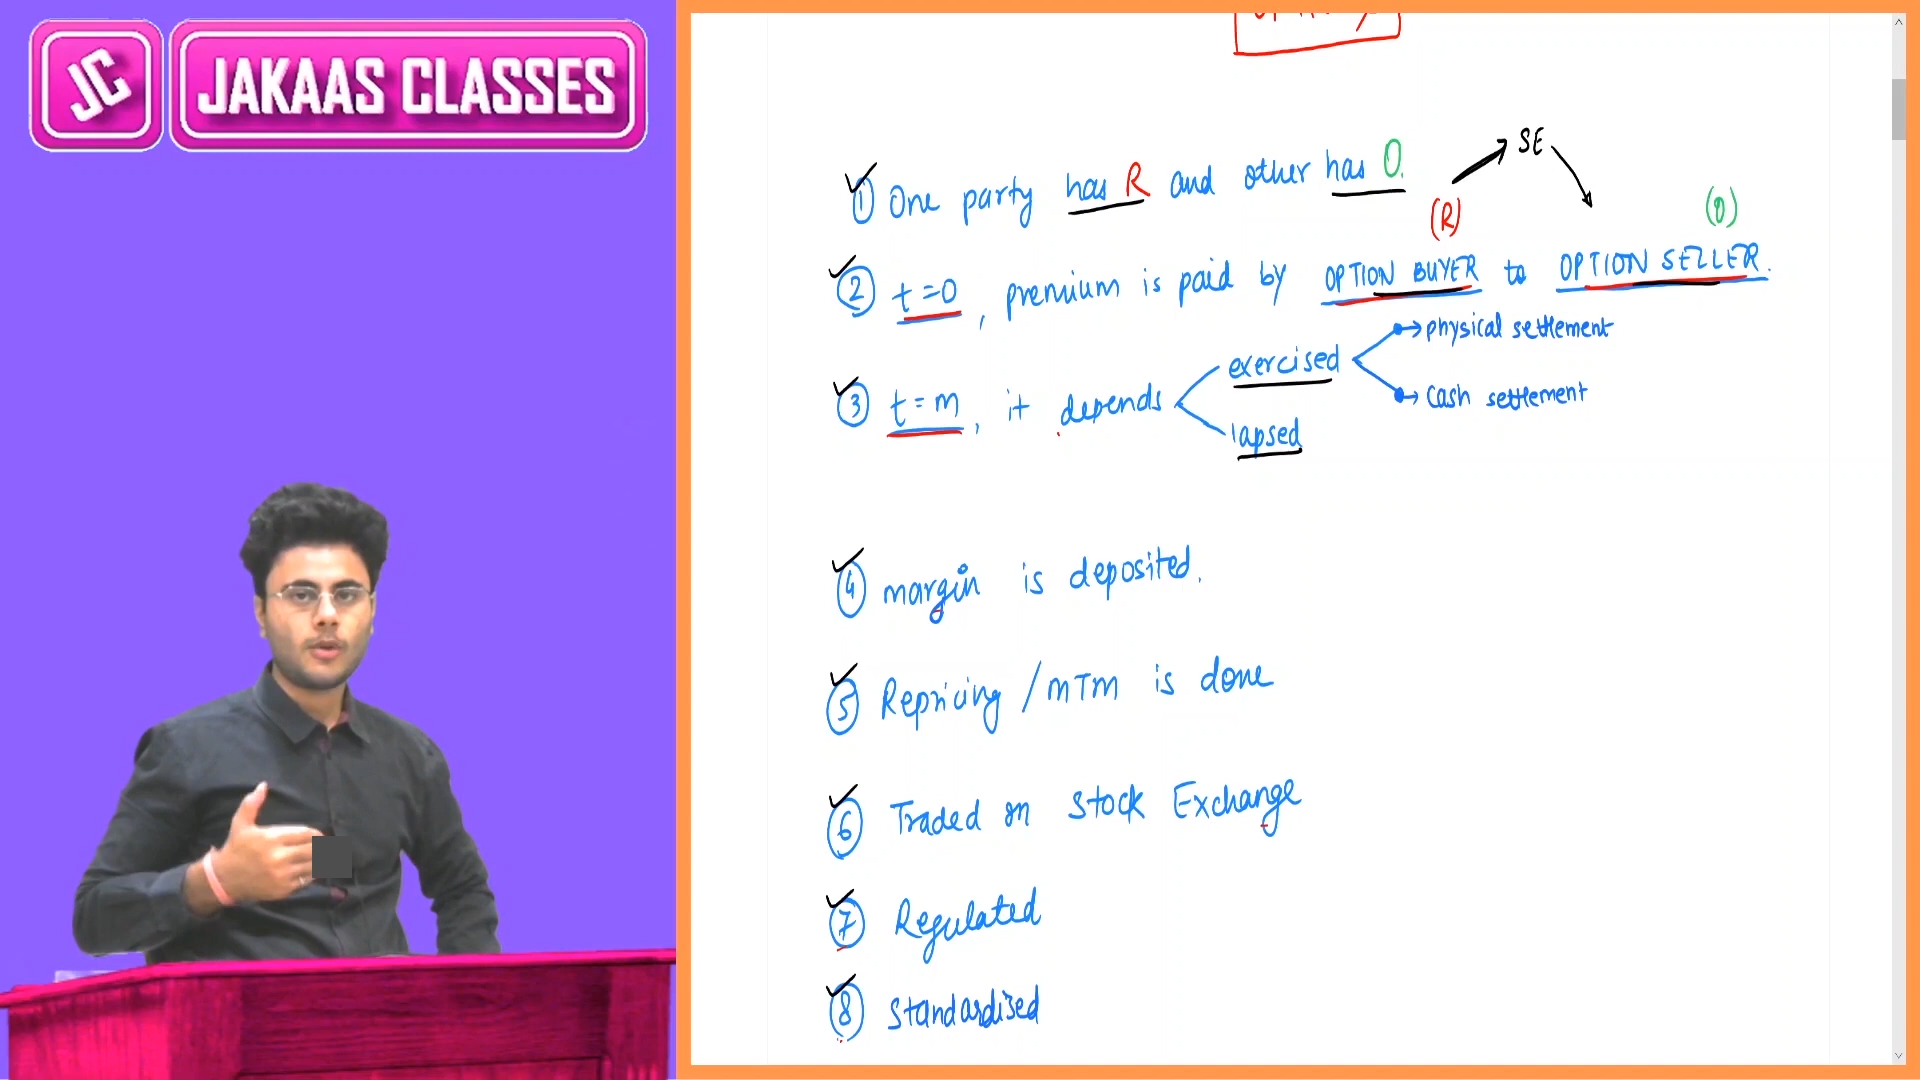 JC
JAKAAS CLASSES
SE
① One party has R and other has O.
(R)
(O)
② t=0, premium is paid by OPTION BUYER to OPTION SELLER.
→ physical settlement
exercised
③ t=m, it depends
→ Cash settlement
lapsed
④ margin is deposited.
⑤ Repricing / MTM is done
⑥ Traded on Stock Exchange
⑦ Regulated
⑧ Standardised